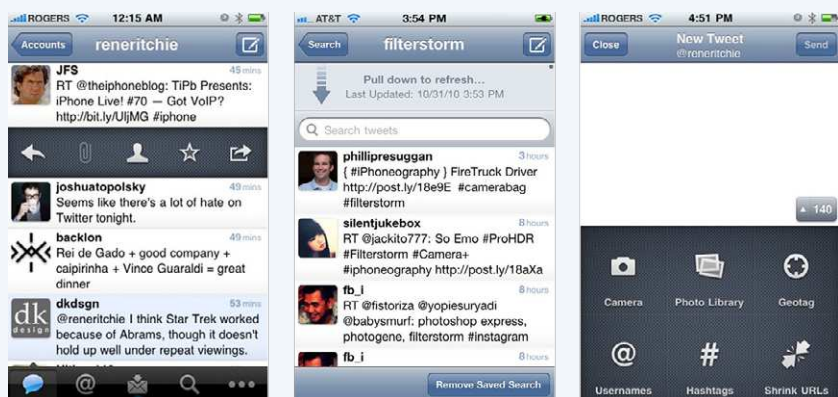 ROGERS 12:15 AM
Accounts reneritchie
JFS 45 mins
RT @theiphoneblog: TiPb Presents:
iPhone Live! #70 — Got VoIP?
http://bit.ly/UljMG #iphone
joshuatopolsky 49 mins
Seems like there's a lot of hate on
Twitter tonight.
backlon 49 mins
Rei de Gado + good company +
caipirinha + Vince Guaraldi = great
dinner
dk
design
dkdsgn 53 mins
@reneritchie I think Star Trek worked
because of Abrams, though it doesn't
hold up well under repeat viewings.
@
AT&T 3:54 PM
Search filterstorm
Pull down to refresh...
Last Updated: 10/31/10 3:53 PM
Search tweets
phillipresuggan 3 hours
{ #iPhoneography } FireTruck Driver
http://post.ly/18e9E #camerabag
#filterstorm
silentjukebox 8 hours
RT @jackito777: So Emo #ProHDR
#Filterstorm #Camera+
#iphoneography http://post.ly/18aXa
fb_i 8 hours
RT @fistoriza @yopiesuryadi
@babysmurf: photoshop express,
photogene, filterstorm #instagram
fb_i 8 hours
Remove Saved Search
ROGERS 4:51 PM
Close New Tweet Send
@reneritchie
140
Camera Photo Library Geotag
@ #
Usernames Hashtags Shrink URLs